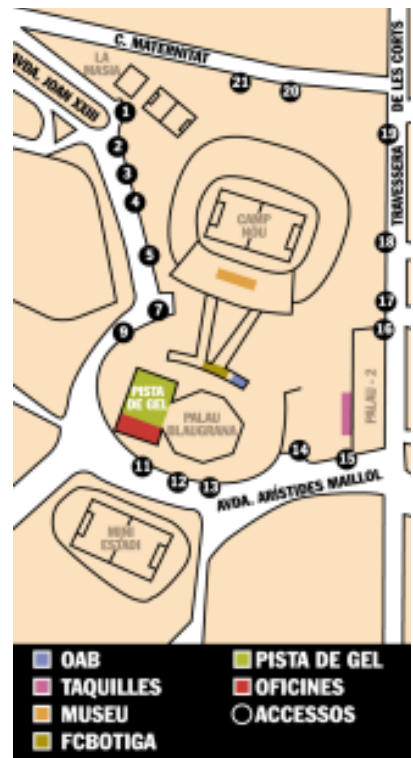 C. MATERNITAT
LA
MASIA
AVDA. JOAN XXIII
DE LES CORTS
TRAVESSERA
21
20
1
2
3
4
5
7
9
19
18
17
16
CAMP
NOU
PISTA
DE GEL
PALAU
BLAUGRANA
PALAU - 2
11
12
13
14
15
AVDA. ARÍSTIDES MAILLOL
MINI
ESTADI
OAB
TAQUILLES
MUSEU
FCBOTIGA
PISTA DE GEL
OFICINES
ACCESSOS